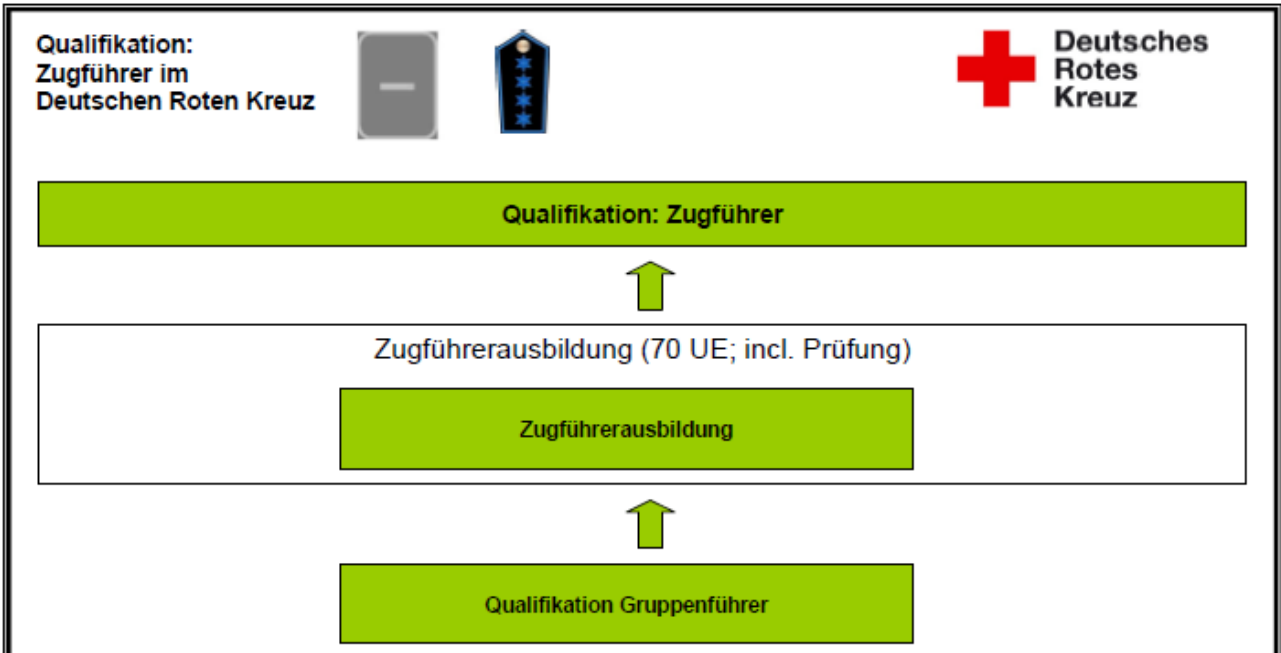 Qualifikation:
Zugführer im
Deutschen Roten Kreuz
Deutsches
Rotes
Kreuz
Qualifikation: Zugführer
Zugführerausbildung (70 UE; incl. Prüfung)
Zugführerausbildung
Qualifikation Gruppenführer